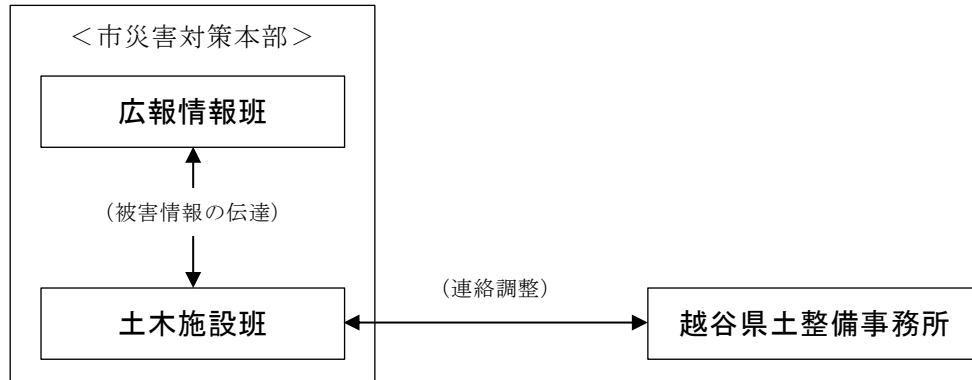 ＜市災害対策本部＞
広報情報班
（被害情報の伝達）
（連絡調整）
土木施設班
越谷県土整備事務所